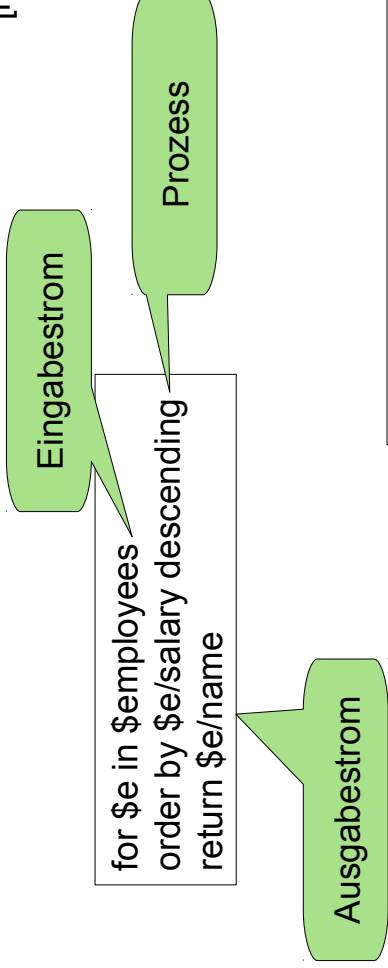 Eingabestrom
Prozess
for $e in $employees
order by $e/salary descending
return $e/name
Ausgabestrom